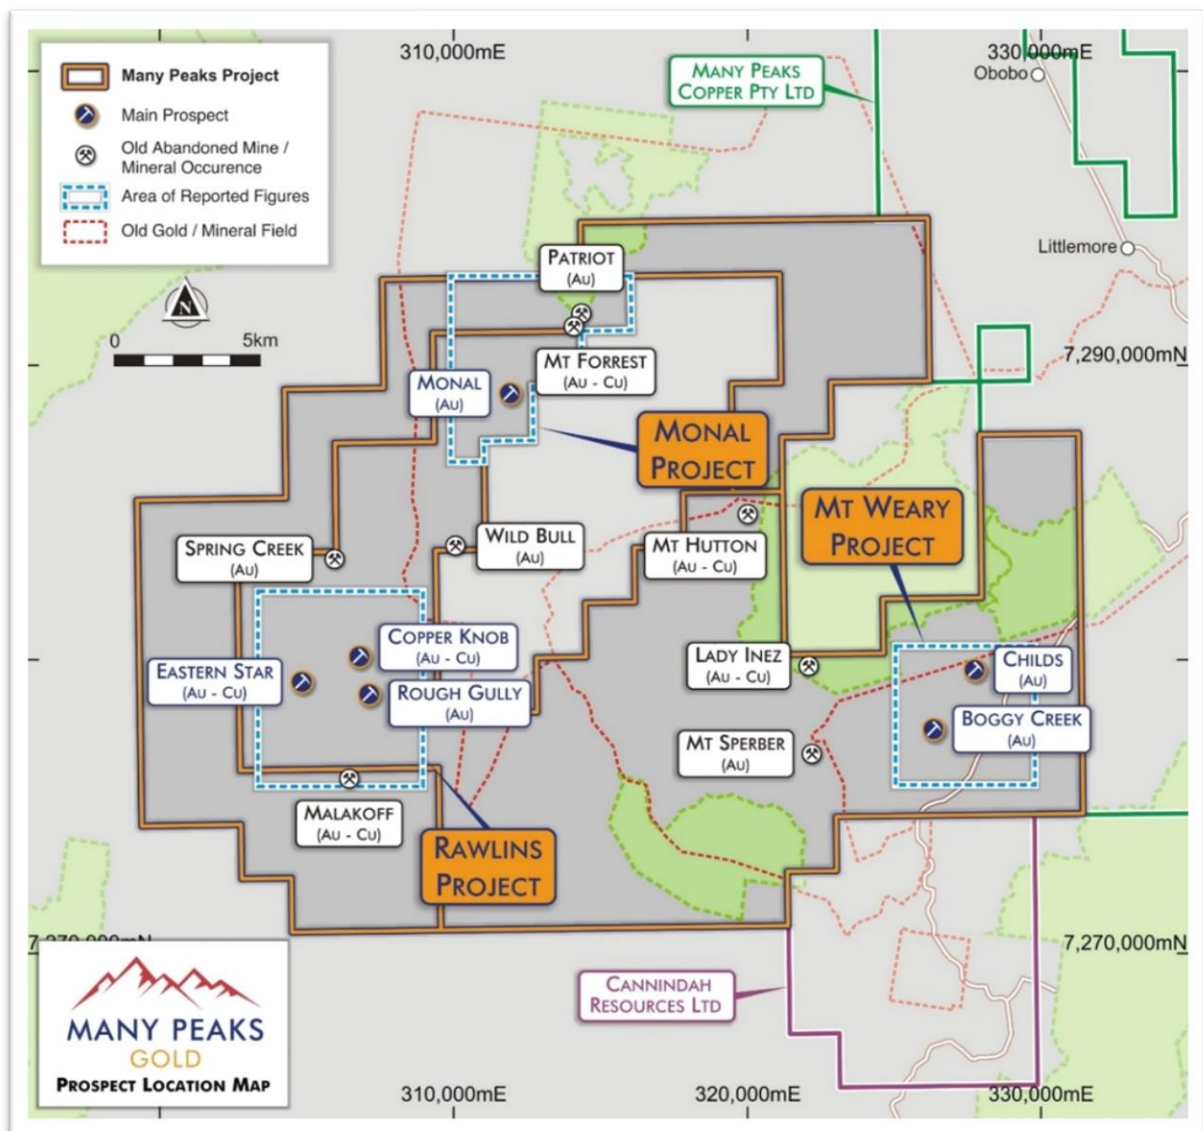 310,000mE
330,000mE
Many Peaks Project
Main Prospect
Old Abandoned Mine /
Mineral Occurence
Area of Reported Figures
Old Gold / Mineral Field
MANY PEAKS
COPPER PTY LTD
Obobo
Littlemore
N
0
5km
PATRIOT
(AU)
7,290,000mN
MT FORREST
(AU - CU)
MONAL
(AU)
MONAL
PROJECT
MT WEARY
PROJECT
SPRING CREEK
(AU)
WILD BULL
(AU)
MT HUTTON
(AU - CU)
COPPER KNOB
(AU - CU)
EASTERN STAR
(AU - CU)
ROUGH GULLY
(AU)
LADY INEZ
(AU - CU)
CHILDS
(AU)
BOGGY CREEK
(AU)
MT SPERBER
(AU)
MALAKOFF
(AU - CU)
RAWLINS
PROJECT
7,270,000mN
7,270,000mN
CANNINDAH
RESOURCES LTD
MANY PEAKS
GOLD
PROSPECT LOCATION MAP
310,000mE
320,000mE
330,000mE